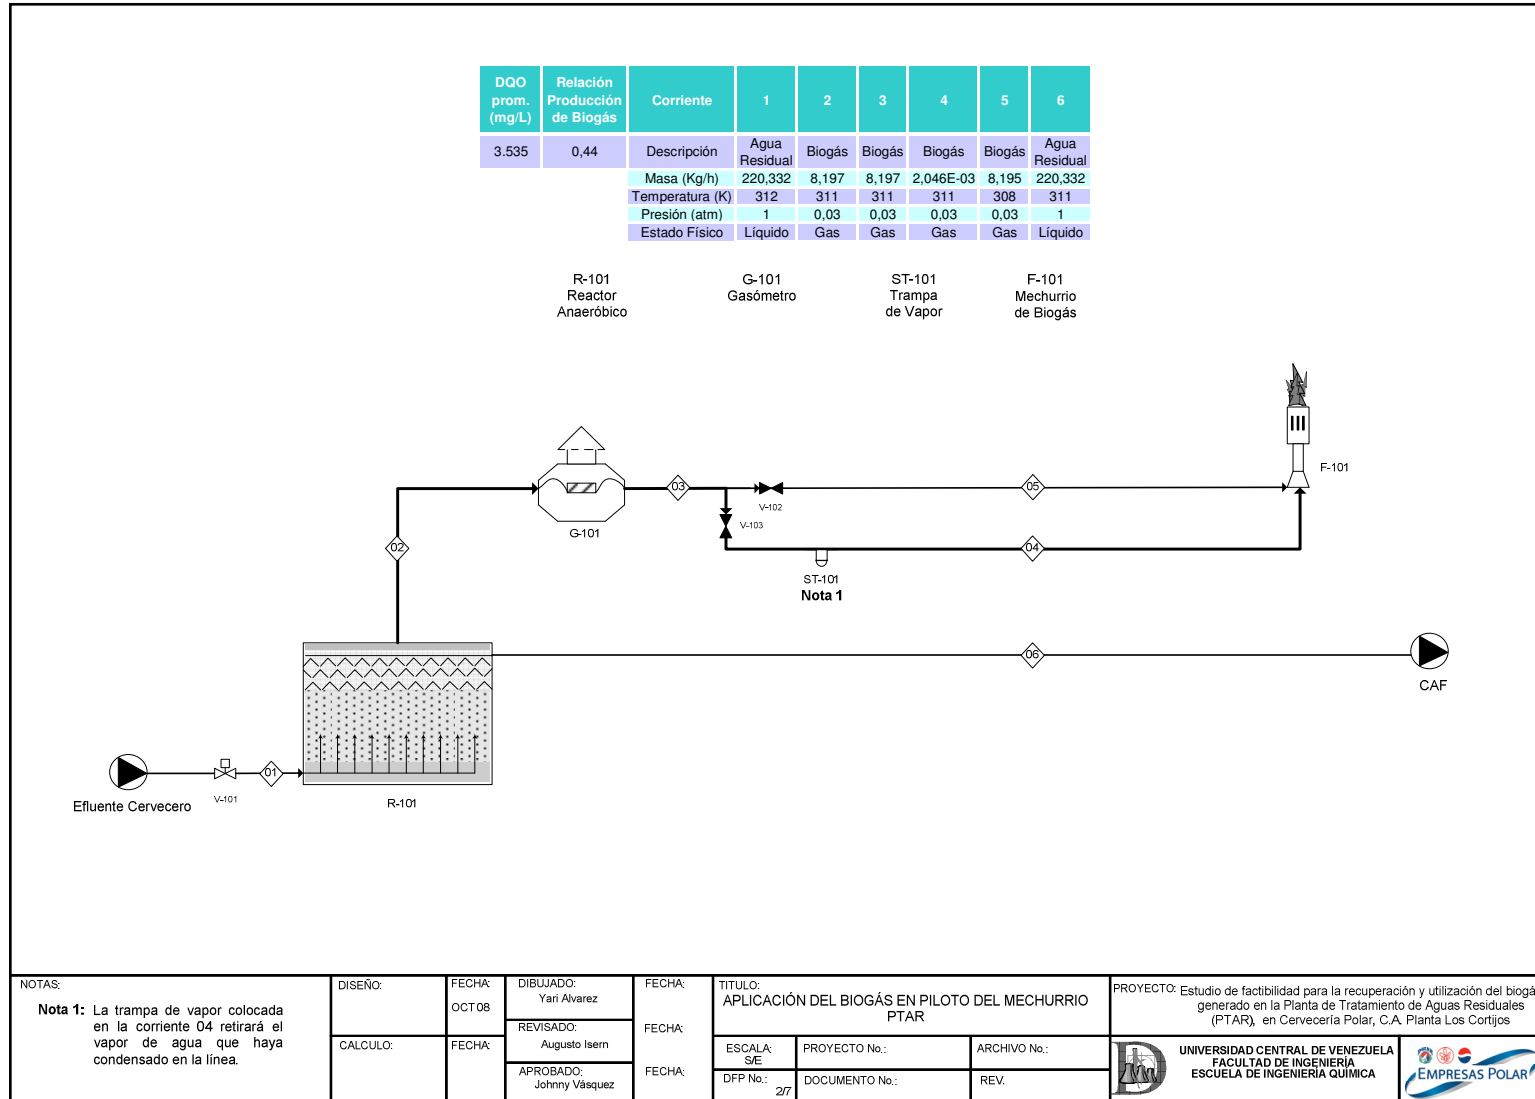 DQO prom. (mg/L) Relación Producción de Biogás Corriente 1 2 3 4 5 6
3.535 0,44 Descripción Agua Residual Biogás Biogás Biogás Biogás Agua Residual
Masa (Kg/h) 220,332 8,197 8,197 2,046E-03 8,195 220,332
Temperatura (K) 312 311 311 311 308 311
Presión (atm) 1 0,03 0,03 0,03 0,03 1
Estado Físico Líquido Gas Gas Gas Gas Líquido
R-101
Reactor
Anaeróbico
G-101
Gasómetro
ST-101
Trampa
de Vapor
F-101
Mechurrio
de Biogás
F-101
03
05
V-102
V-103
G-101
02
04
ST-101
Nota 1
06
CAF
01
Efluente Cervecero
V-101
R-101
NOTAS:
Nota 1: La trampa de vapor colocada
en la corriente 04 retirará el
vapor de agua que haya
condensado en la línea.
DISEÑO:
FECHA:
OCT08
CALCULO:
FECHA:
DIBUJADO:
Yari Alvarez
REVISADO:
Augusto Isern
APROBADO:
Johnny Vásquez
FECHA:
FECHA:
FECHA:
TITULO:
APLICACIÓN DEL BIOGÁS EN PILOTO DEL MECHURRIO
PTAR
ESCALA:
S/E
PROYECTO No.:
ARCHIVO No.:
DFP No.:
2/7
DOCUMENTO No.:
REV.
PROYECTO: Estudio de factibilidad para la recuperación y utilización del biogá
generado en la Planta de Tratamiento de Aguas Residuales
(PTAR), en Cervecería Polar, C.A. Planta Los Cortijos
UNIVERSIDAD CENTRAL DE VENEZUELA
FACULTAD DE INGENIERÍA
ESCUELA DE INGENIERÍA QUÍMICA
EMPRESAS POLAR